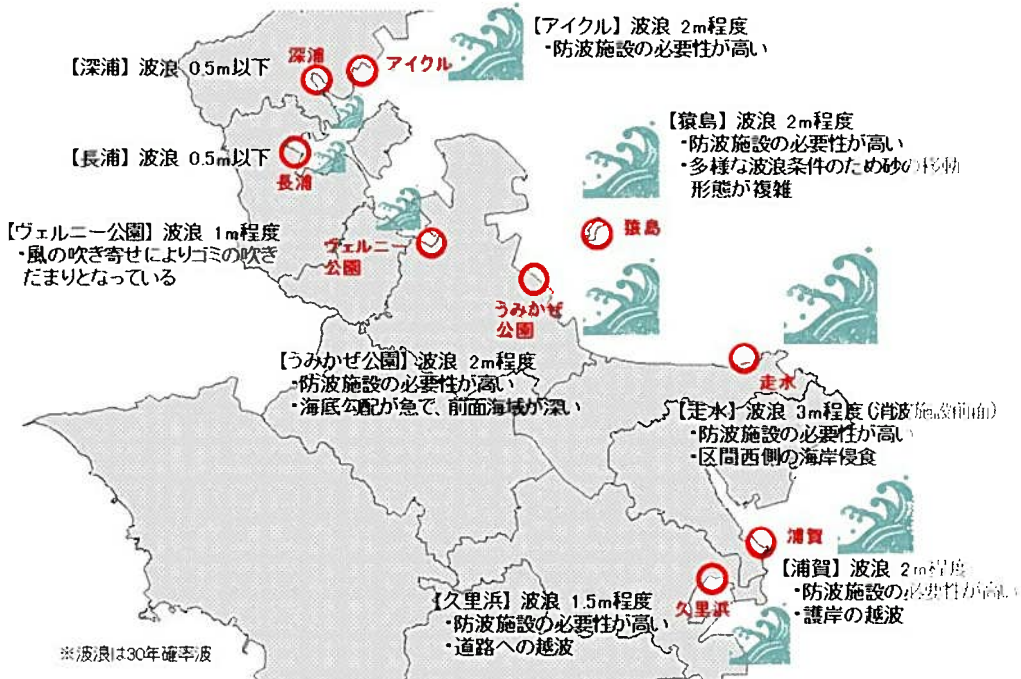 【アイクル】波浪 2m程度
・防波施設の必要性が高い
深浦
アイクル
【深浦】波浪 0.5m以下
【猿島】波浪 2m程度
・防波施設の必要性が高い
・多様な波浪条件のため砂の移動
形態が複雑
【長浦】波浪 0.5m以下
長浦
【ヴェルニー公園】波浪 1m程度
・風の吹き寄せによりゴミの吹き
だまりとなっている
ヴェルニー
公園
猿島
うみかぜ
公園
【うみかぜ公園】波浪 2m程度
・防波施設の必要性が高い
・海底勾配が急で、前面海域が深い
走水
【走水】波浪 3m程度(消波施設前面)
・防波施設の必要性が高い
・区間西側の海岸侵食
浦賀
【浦賀】波浪 2m程度
・防波施設の必要性が高い
・護岸の越波
久里浜
【久里浜】波浪 1.5m程度
・防波施設の必要性が高い
・道路への越波
※波浪は30年確率波